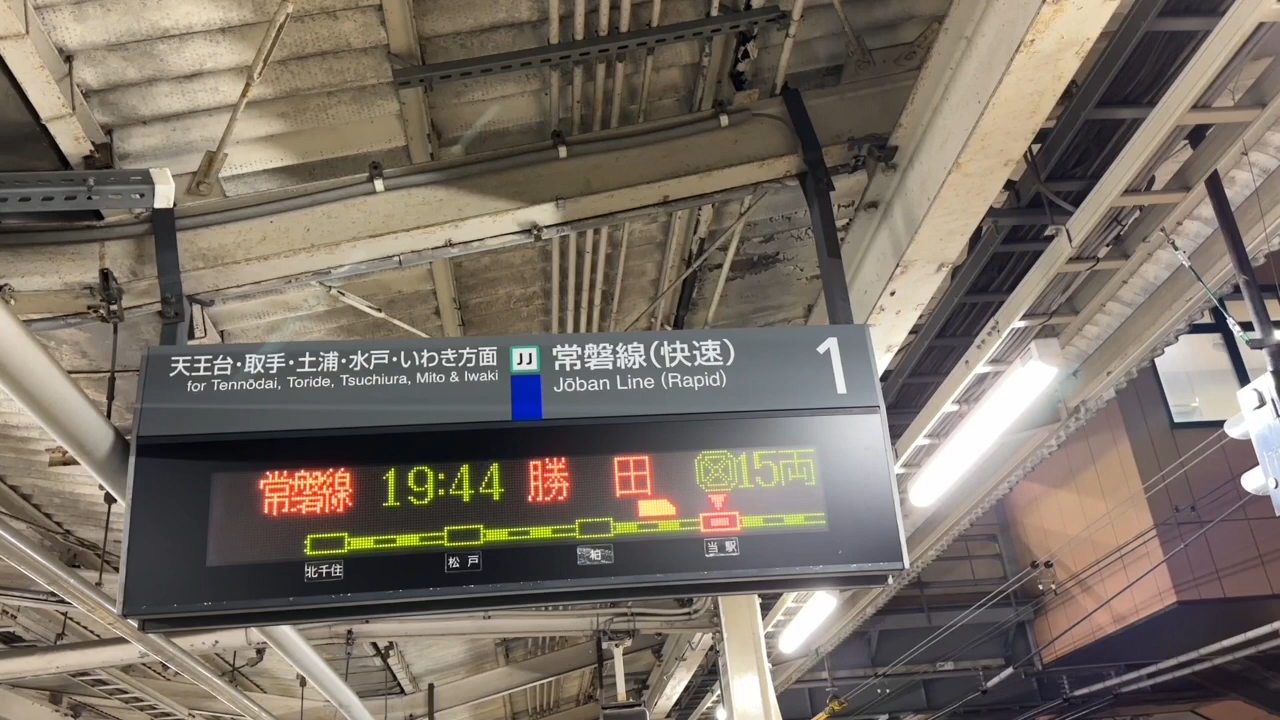 天王台・取手・土浦・水戸・いわき方面
for Tennōdai, Toride, Tsuchiura, Mito & Iwaki
JJ
常磐線(快速)
Jōban Line (Rapid)
1
常磐線 19:44 勝 田 15両
北千住 松戸 柏 当駅